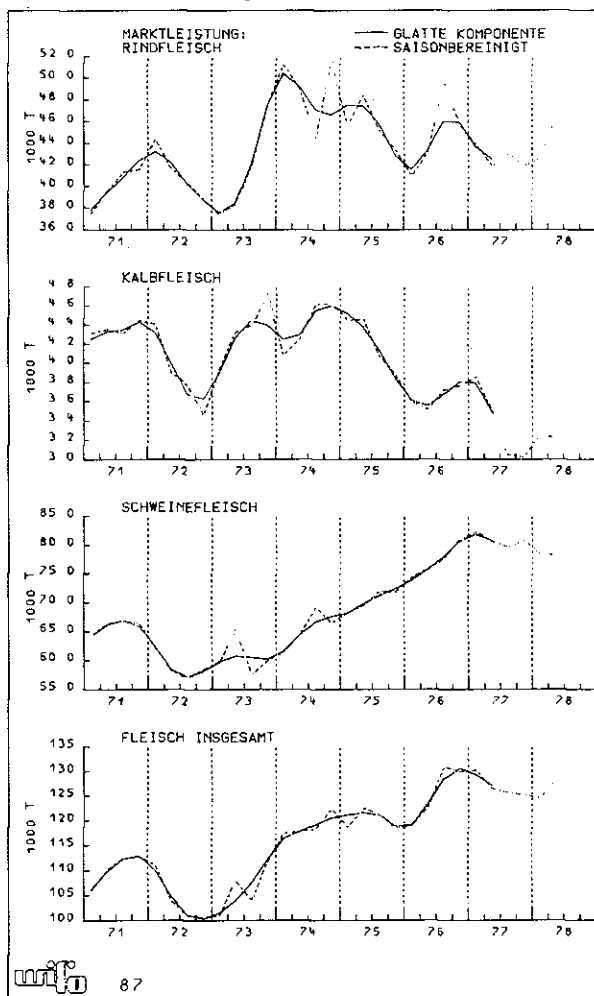 MARKTLEISTUNG: — GLATTE KOMPONENTE
RINDFLEISCH ---- SAISONBEREINIGT
1000 T
52 0
50 0
48 0
46 0
44 0
42 0
40 0
38 0
36 0
71 72 73 74 75 76 77 78
KALBFLEISCH
1000 T
4 8
4 6
4 4
4 2
4 0
3 8
3 6
3 4
3 2
3 0
71 72 73 74 75 76 77 78
SCHWEINEFLEISCH
1000 T
85 0
80 0
75 0
70 0
65 0
60 0
55 0
71 72 73 74 75 76 77 78
FLEISCH INSGESAMT
1000 T
135
130
125
120
115
110
105
100
71 72 73 74 75 76 77 78
wifo 87